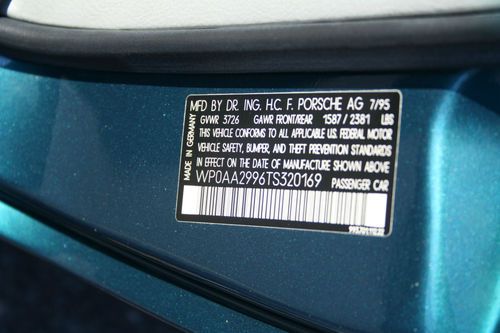 MFD BY DR. ING. H.C. F. PORSCHE AG 7/95
GVWR 3726 GAWR FRONT/REAR 1587 / 2381 LBS
THIS VEHICLE CONFORMS TO ALL APPLICABLE U.S. FEDERAL MOTOR
VEHICLE SAFETY, BUMPER, AND THEFT PREVENTION STANDARDS
IN EFFECT ON THE DATE OF MANUFACTURE SHOWN ABOVE.
WP0AA2996TS320169 PASSENGER CAR
MADE IN GERMANY